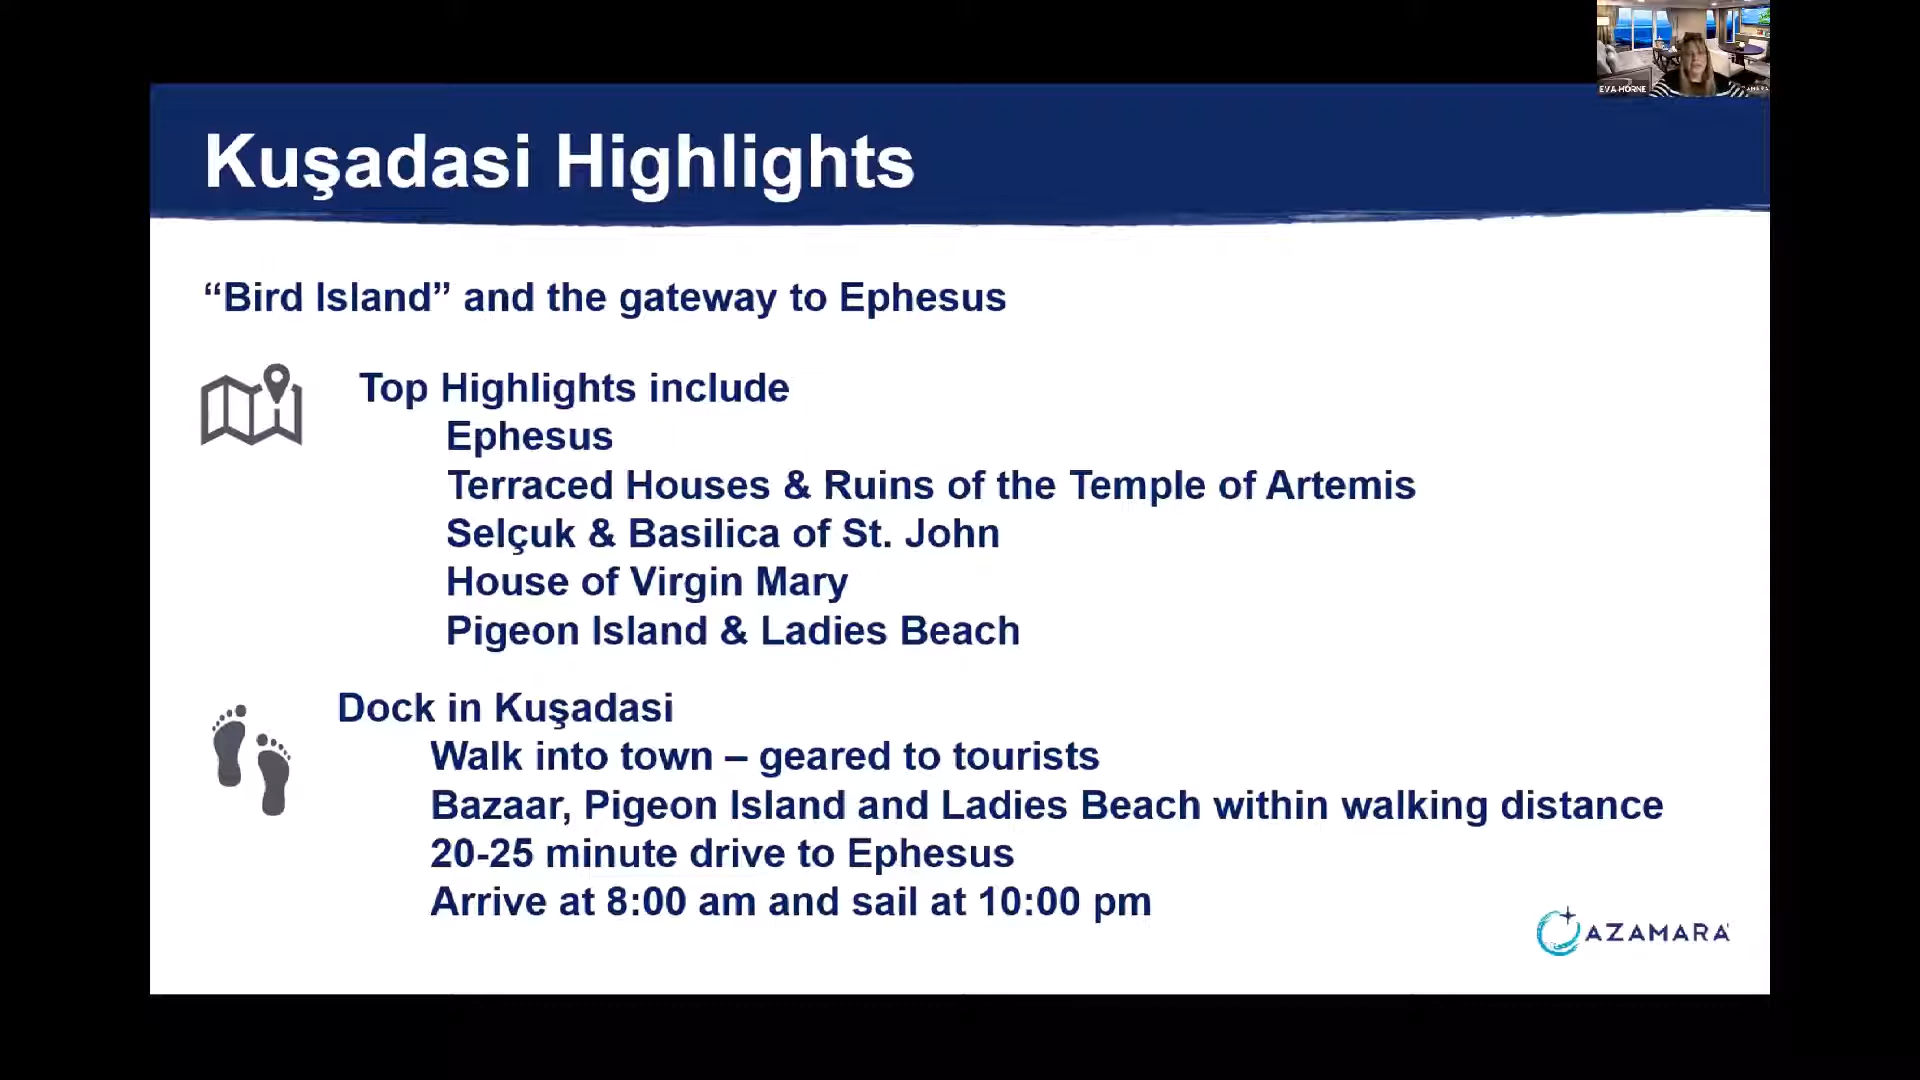 EVA HORNE
Kuşadasi Highlights
“Bird Island” and the gateway to Ephesus
Top Highlights include
Ephesus
Terraced Houses & Ruins of the Temple of Artemis
Selçuk & Basilica of St. John
House of Virgin Mary
Pigeon Island & Ladies Beach
Dock in Kuşadasi
Walk into town – geared to tourists
Bazaar, Pigeon Island and Ladies Beach within walking distance
20-25 minute drive to Ephesus
Arrive at 8:00 am and sail at 10:00 pm
AZAMARA